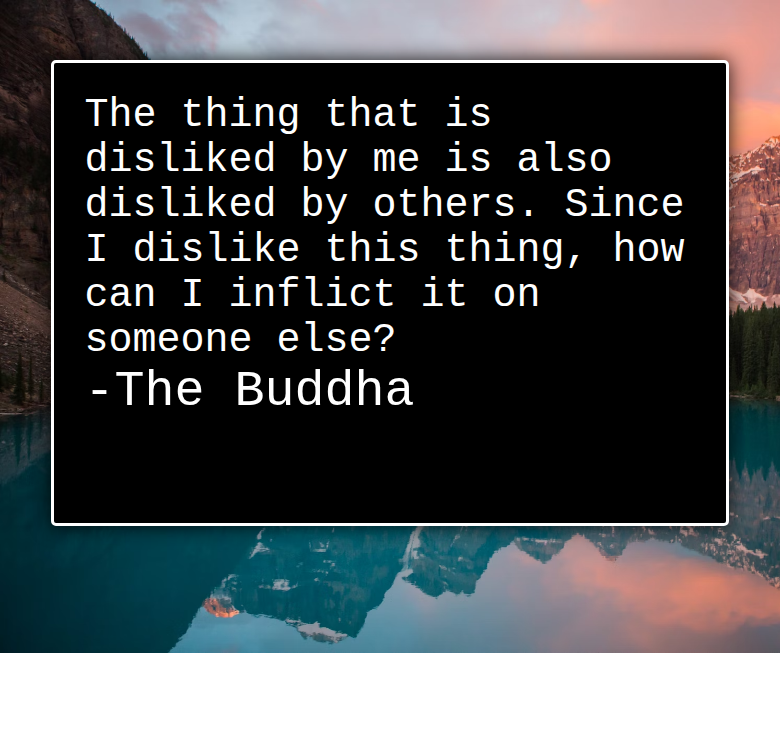 The thing that is
disliked by me is also
disliked by others. Since
I dislike this thing, how
can I inflict it on
someone else?
-The Buddha